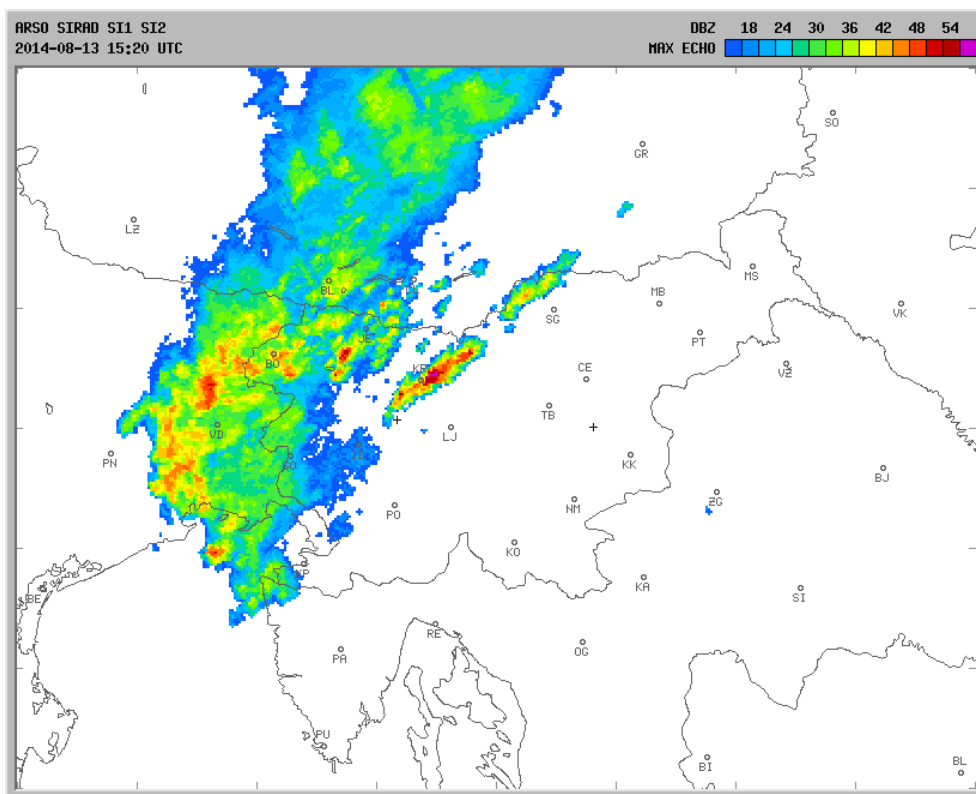 ARSO SIRAD SI1 SI2 DBZ 18 24 30 36 42 48 54
2014-08-13 15:20 UTC MAX ECHO
SO
GR
LZ
MS
BL
MB
VK
SG
PT
JE
BO
KR
CE
VZ
TB
VD
LJ
PN
GO
KK
BJ
ZG
PO
NM
KO
KP
KA
BE
SI
RE
OG
PA
PU
BI
BL